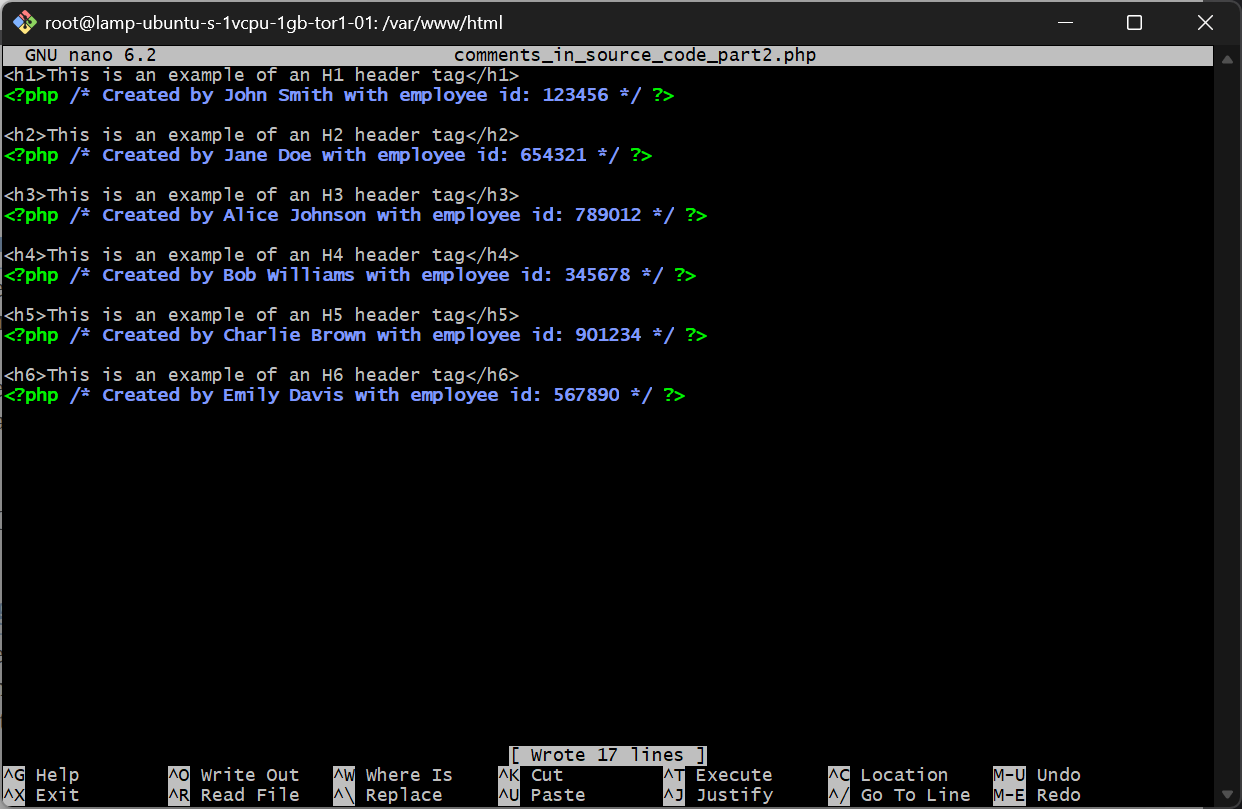 root@lamp-ubuntu-s-1vcpu-1gb-tor1-01: /var/www/html
GNU nano 6.2 comments_in_source_code_part2.php
<h1>This is an example of an H1 header tag</h1>
<?php /* Created by John Smith with employee id: 123456 */ ?>
<h2>This is an example of an H2 header tag</h2>
<?php /* Created by Jane Doe with employee id: 654321 */ ?>
<h3>This is an example of an H3 header tag</h3>
<?php /* Created by Alice Johnson with employee id: 789012 */ ?>
<h4>This is an example of an H4 header tag</h4>
<?php /* Created by Bob Williams with employee id: 345678 */ ?>
<h5>This is an example of an H5 header tag</h5>
<?php /* Created by Charlie Brown with employee id: 901234 */ ?>
<h6>This is an example of an H6 header tag</h6>
<?php /* Created by Emily Davis with employee id: 567890 */ ?>
[ Wrote 17 lines ]
^G Help ^O Write Out ^W Where Is ^K Cut ^T Execute ^C Location M-U Undo
^X Exit ^R Read File ^\ Replace ^U Paste ^J Justify ^/ Go To Line M-E Redo